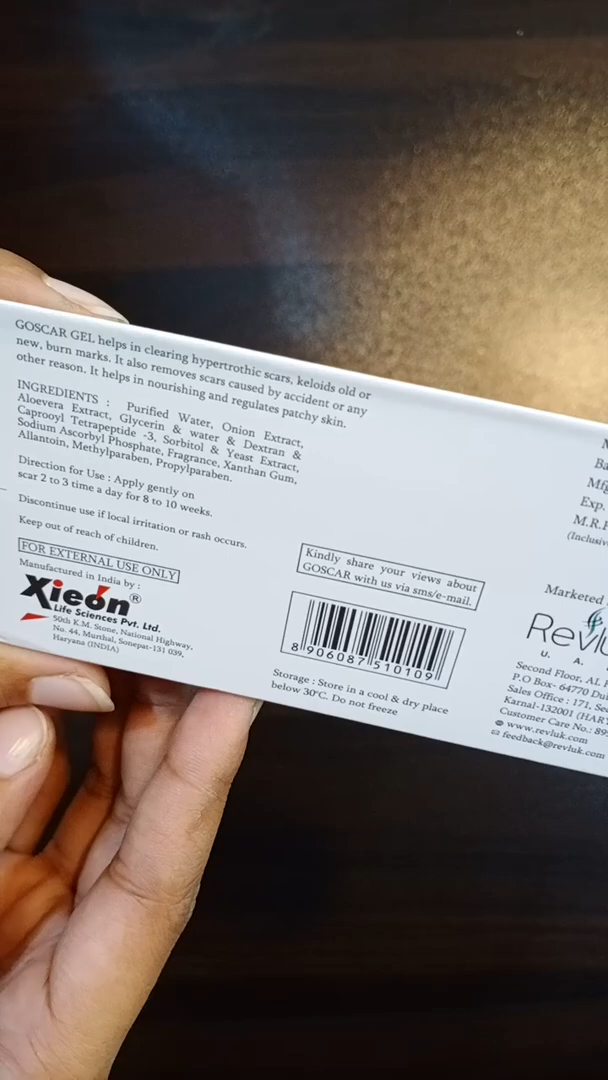 GOSCAR GEL helps in clearing hypertrothic scars, keloids old or
new, burn marks. It also removes scars caused by accident or any
other reason. It helps in nourishing and regulates patchy skin.
INGREDIENTS : Purified Water, Onion Extract,
Aloevera Extract, Glycerin & water & Dextran &
Caprooyl Tetrapeptide -3, Sorbitol & Yeast Extract,
Sodium Ascorbyl Phosphate, Fragrance, Xanthan Gum,
Allantoin, Methylparaben, Propylparaben.
Direction for Use : Apply gently on
scar 2 to 3 time a day for 8 to 10 weeks.
Discontinue use if local irritation or rash occurs.
Keep out of reach of children.
FOR EXTERNAL USE ONLY
Manufactured in India by :
Xieon®
Life Sciences Pvt. Ltd.
50th K.M. Stone, National Highway,
No. 44, Murthal, Sonepat-131 039,
Haryana (INDIA)
Kindly share your views about
GOSCAR with us via sms/e-mail.
8 906087 510109
Storage : Store in a cool & dry place
below 30°C. Do not freeze
M
Ba
Mfg
Exp.
M.R.P
(Inclusiv
Marketed
Revlu
U. A.
Second Floor, AL F
P.O Box- 64770 Du
Sales Office : 171, Sec
Karnal-132001 (HAR
Customer Care No.: 89
www.revluk.com
feedback@revluk.com